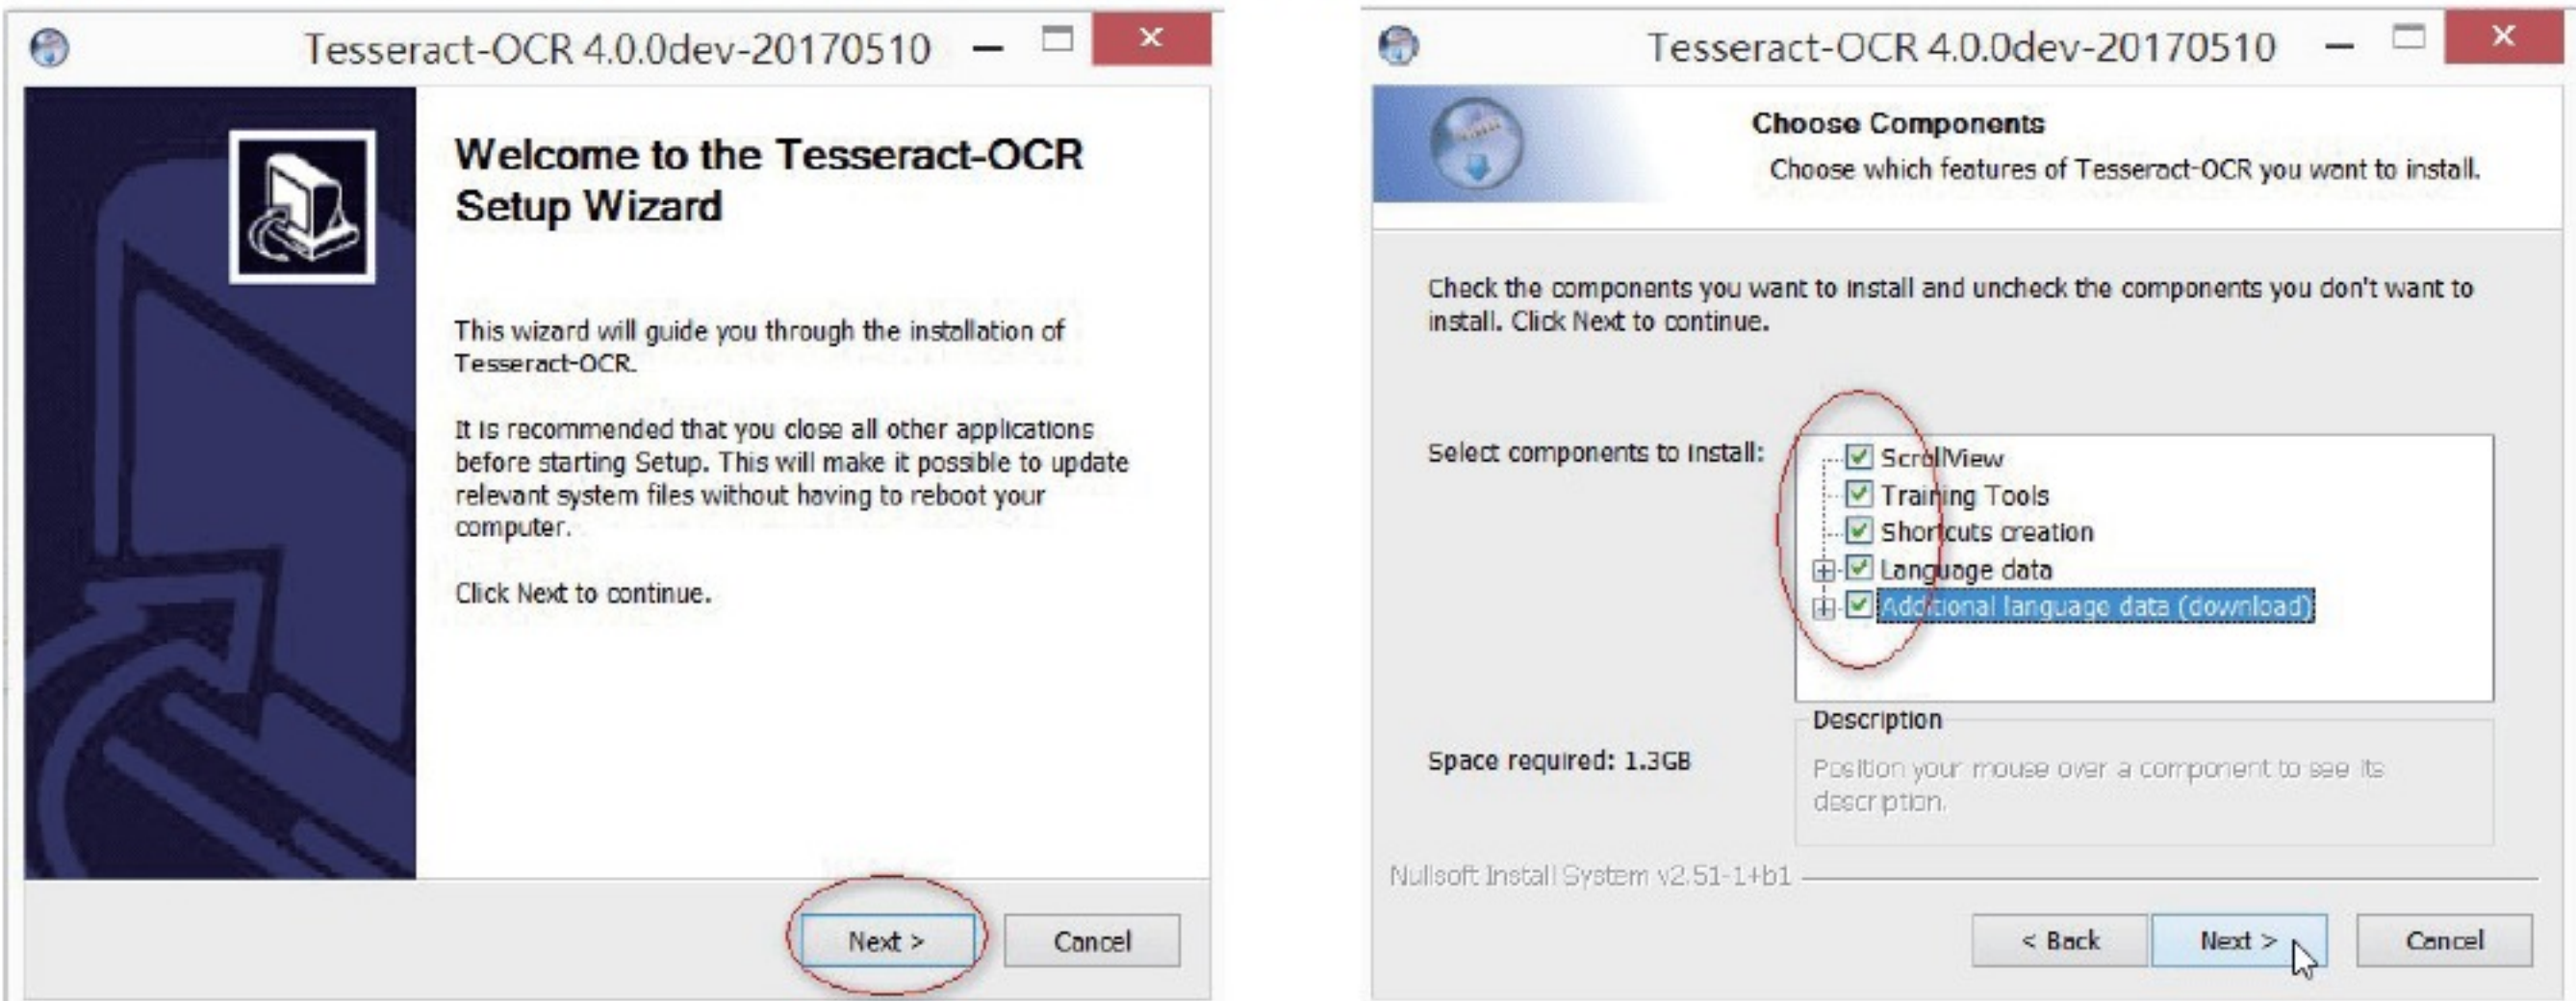 Tesseract-OCR 4.0.0dev-20170510
Welcome to the Tesseract-OCR
Setup Wizard
This wizard will guide you through the installation of
Tesseract-OCR.
It is recommended that you close all other applications
before starting Setup. This will make it possible to update
relevant system files without having to reboot your
computer.
Click Next to continue.
Next >
Cancel
Tesseract-OCR 4.0.0dev-20170510
Choose Components
Choose which features of Tesseract-OCR you want to install.
Check the components you want to install and uncheck the components you don't want to
install. Click Next to continue.
Select components to install:
ScrollView
Training Tools
Shortcuts creation
Language data
Additional language data (download)
Space required: 1.3GB
Description
Position your mouse over a component to see its
description.
Nullsoft Install System v2.51-1+b1
< Back
Next >
Cancel